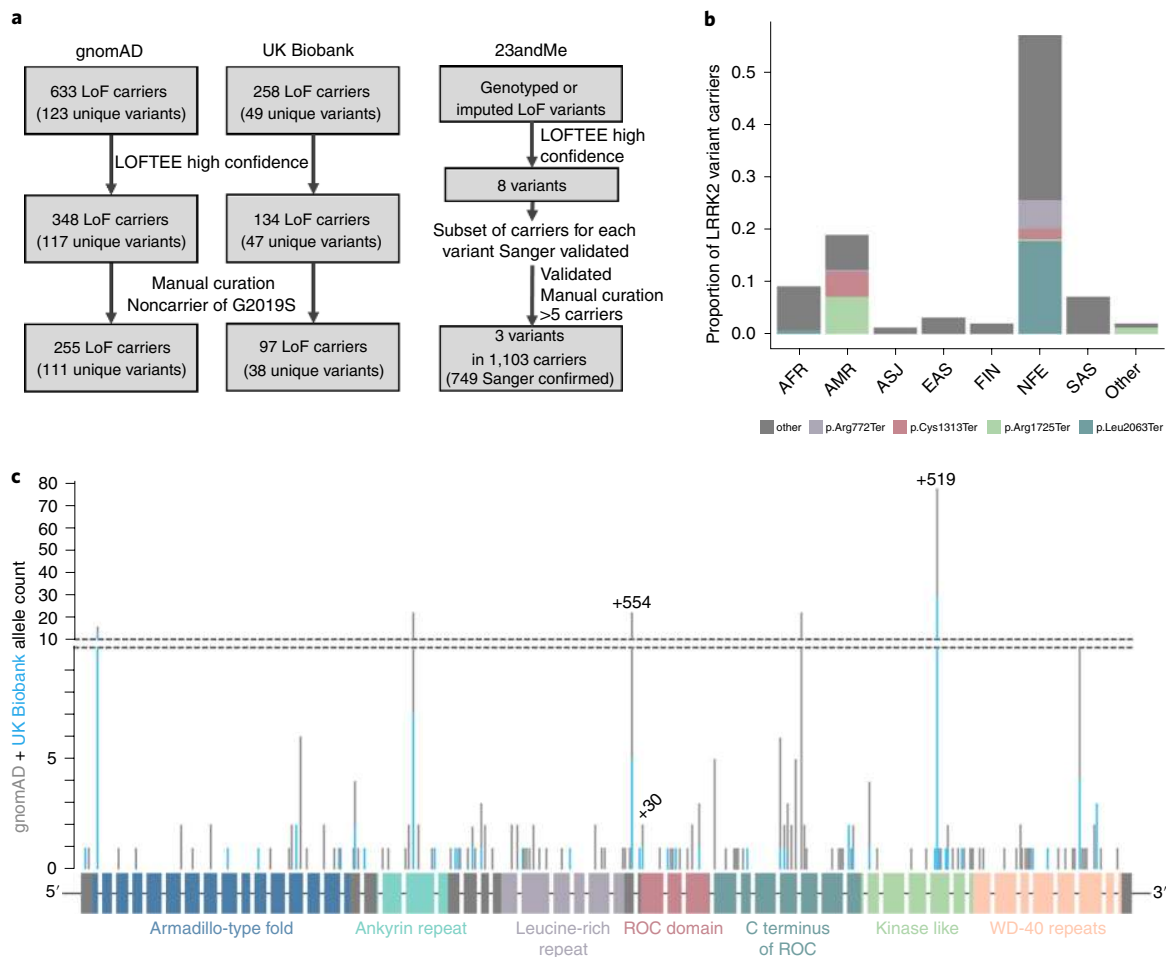 a
gnomAD
UK Biobank
23andMe
633 LoF carriers
(123 unique variants)
258 LoF carriers
(49 unique variants)
Genotyped or
imputed LoF variants
LOFTEE high confidence
LOFTEE high
confidence
348 LoF carriers
(117 unique variants)
134 LoF carriers
(47 unique variants)
8 variants
Subset of carriers for each
variant Sanger validated
Manual curation
Noncarrier of G2019S
Validated
Manual curation
>5 carriers
255 LoF carriers
(111 unique variants)
97 LoF carriers
(38 unique variants)
3 variants
in 1,103 carriers
(749 Sanger confirmed)
b
Proportion of LRRK2 variant carriers
0.5
0.4
0.3
0.2
0.1
0.0
AFR
AMR
ASJ
EAS
FIN
NFE
SAS
Other
other
p.Arg772Ter
p.Cys1313Ter
p.Arg1725Ter
p.Leu2063Ter
c
gnomAD + UK Biobank allele count
80
70
60
50
40
30
20
10
5
0
+554
+30
+519
5′
3′
Armadillo-type fold
Ankyrin repeat
Leucine-rich
repeat
ROC domain
C terminus
of ROC
Kinase like
WD-40 repeats